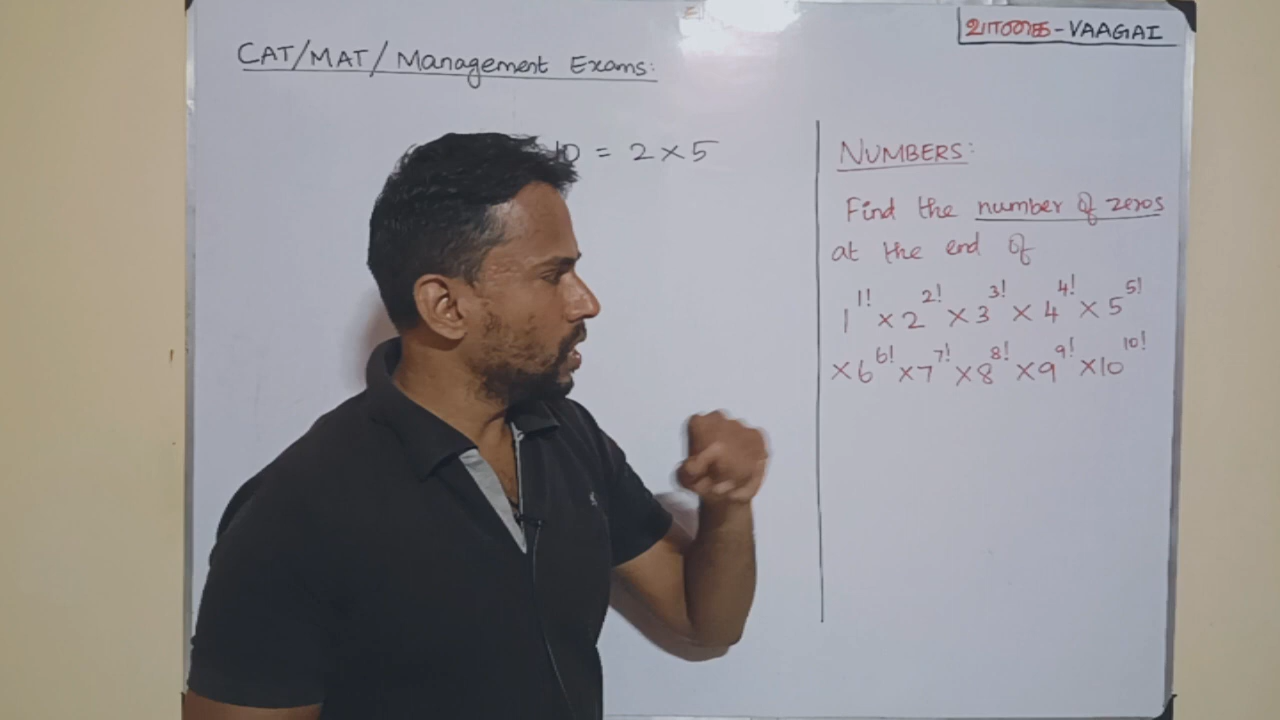 CAT/MAT/Management Exams:
வாகை - VAAGAI
10 = 2 × 5
NUMBERS:
Find the number of zeros
at the end of
1^1! × 2^2! × 3^3! × 4^4! × 5^5!
× 6^6! × 7^7! × 8^8! × 9^9! × 10^10!